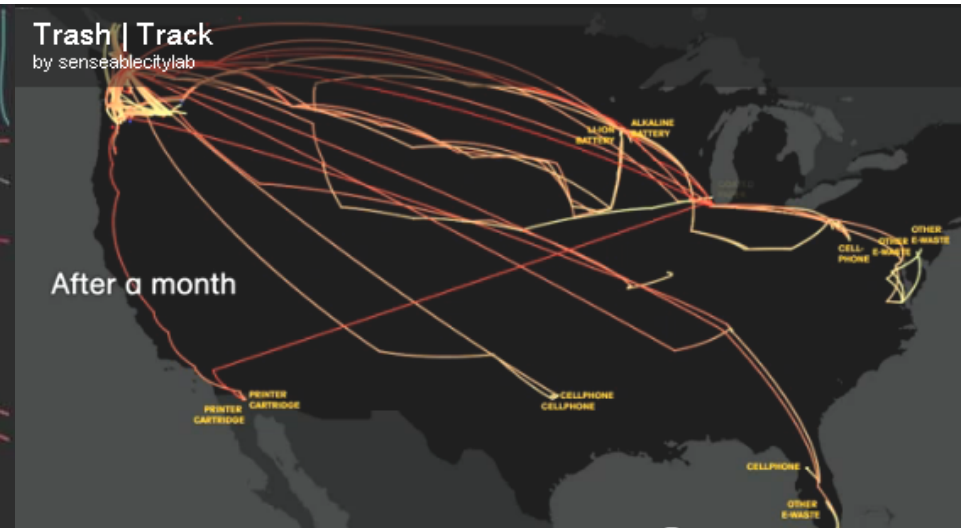 Trash | Track
by senseablecitylab
LI-ION
BATTERY
ALKALINE
BATTERY
OTHER
E-WASTE
OTHER
E-WASTE
CELL-
PHONE
After a month
PRINTER
CARTRIDGE
PRINTER
CARTRIDGE
CELLPHONE
CELLPHONE
CELLPHONE
OTHER
E-WASTE